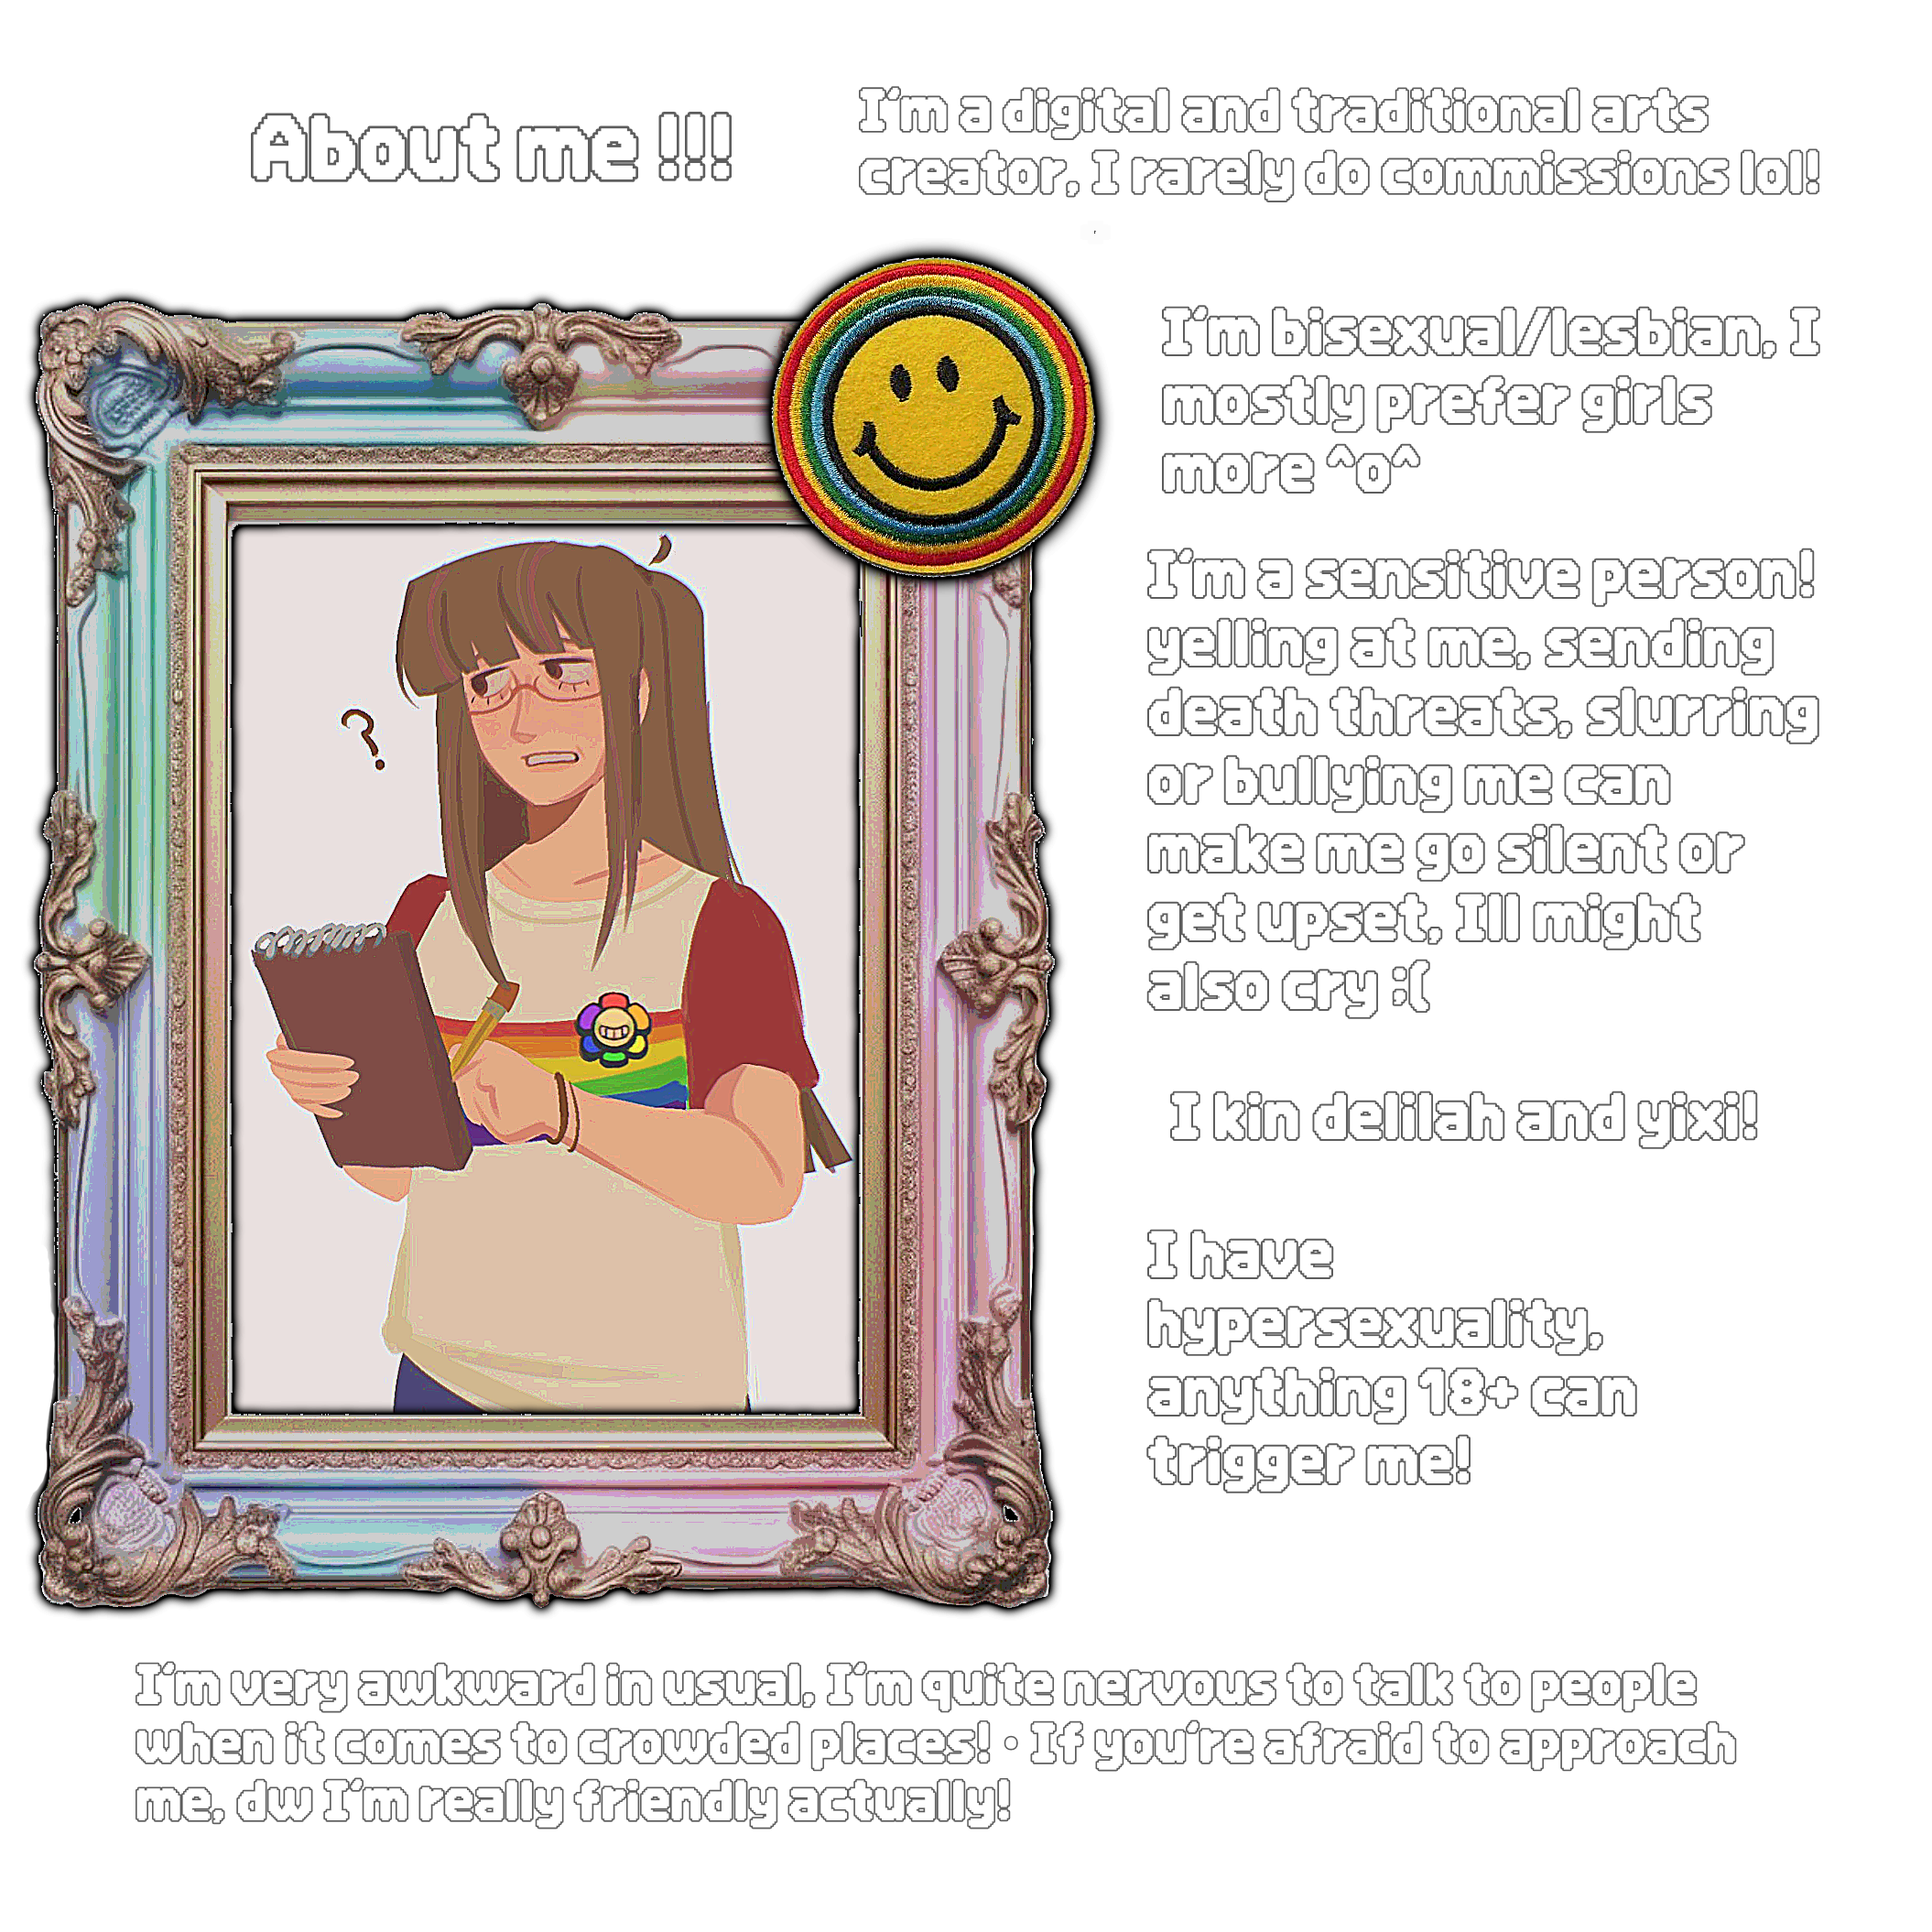 About me !!!
I'm a digital and traditional arts
creator, I rarely do commissions lol!
I'm bisexual/lesbian, I
mostly prefer girls
more ^o^
I'm a sensitive person!
yelling at me, sending
death threats, slurring
or bullying me can
make me go silent or
get upset, Ill might
also cry :(
I kin delilah and yixi!
I have
hypersexuality,
anything 18+ can
trigger me!
?
I'm very awkward in usual, I'm quite nervous to talk to people
when it comes to crowded places! • If you're afraid to approach
me, dw I'm really friendly actually!